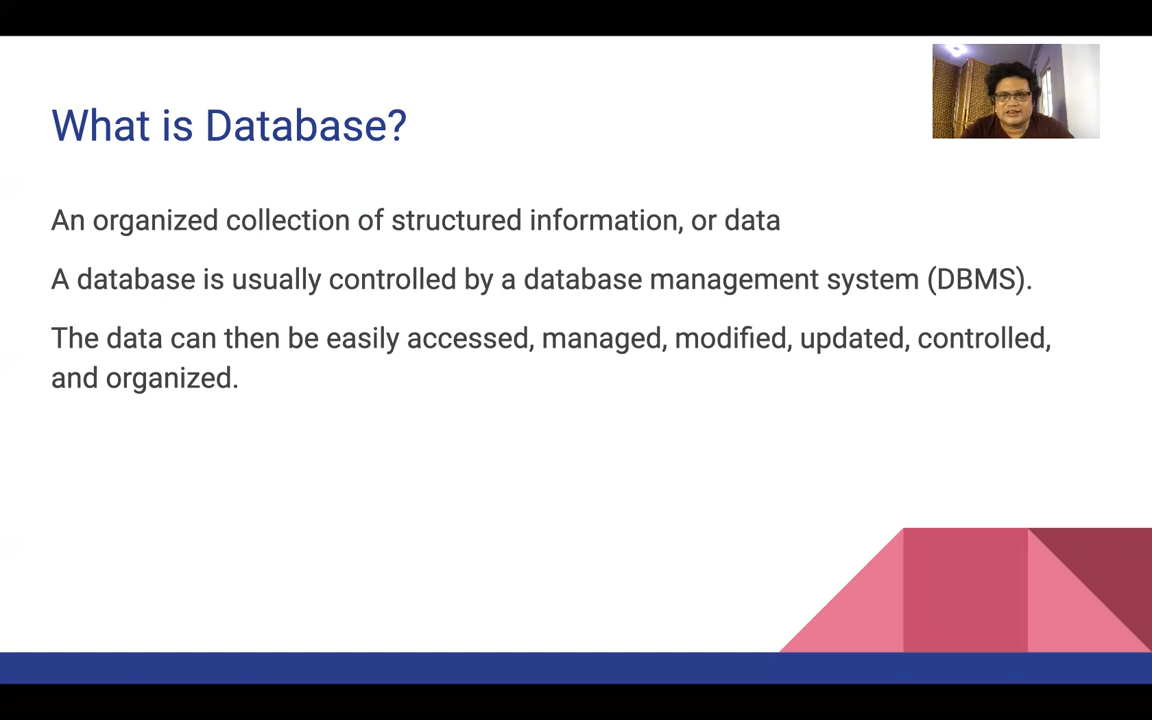 What is Database?
An organized collection of structured information, or data
A database is usually controlled by a database management system (DBMS).
The data can then be easily accessed, managed, modified, updated, controlled,
and organized.